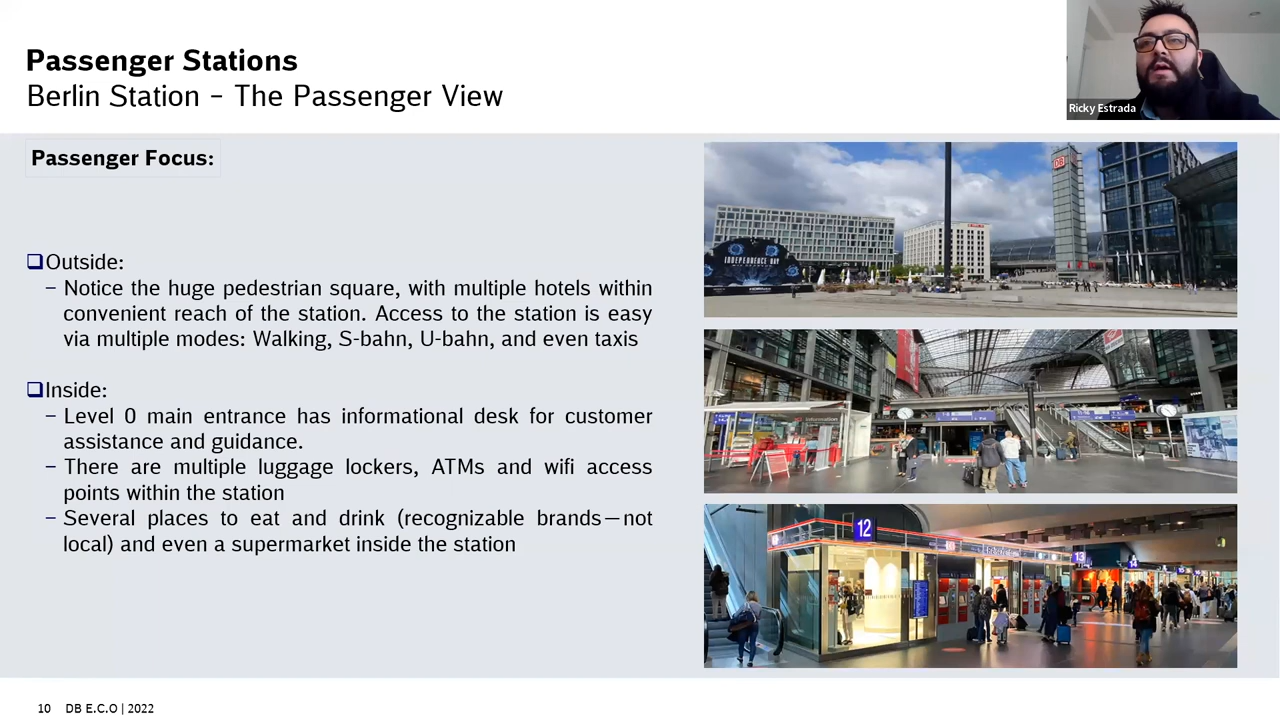 Passenger Stations
Berlin Station – The Passenger View
Ricky Estrada
Passenger Focus:
Outside:
– Notice the huge pedestrian square, with multiple hotels within
convenient reach of the station. Access to the station is easy
via multiple modes: Walking, S-bahn, U-bahn, and even taxis
Inside:
– Level 0 main entrance has informational desk for customer
assistance and guidance.
– There are multiple luggage lockers, ATMs and wifi access
points within the station
– Several places to eat and drink (recognizable brands—not
local) and even a supermarket inside the station
DB
INDEPENDENCE DAY
12
13
14
10 DB E.C.O | 2022